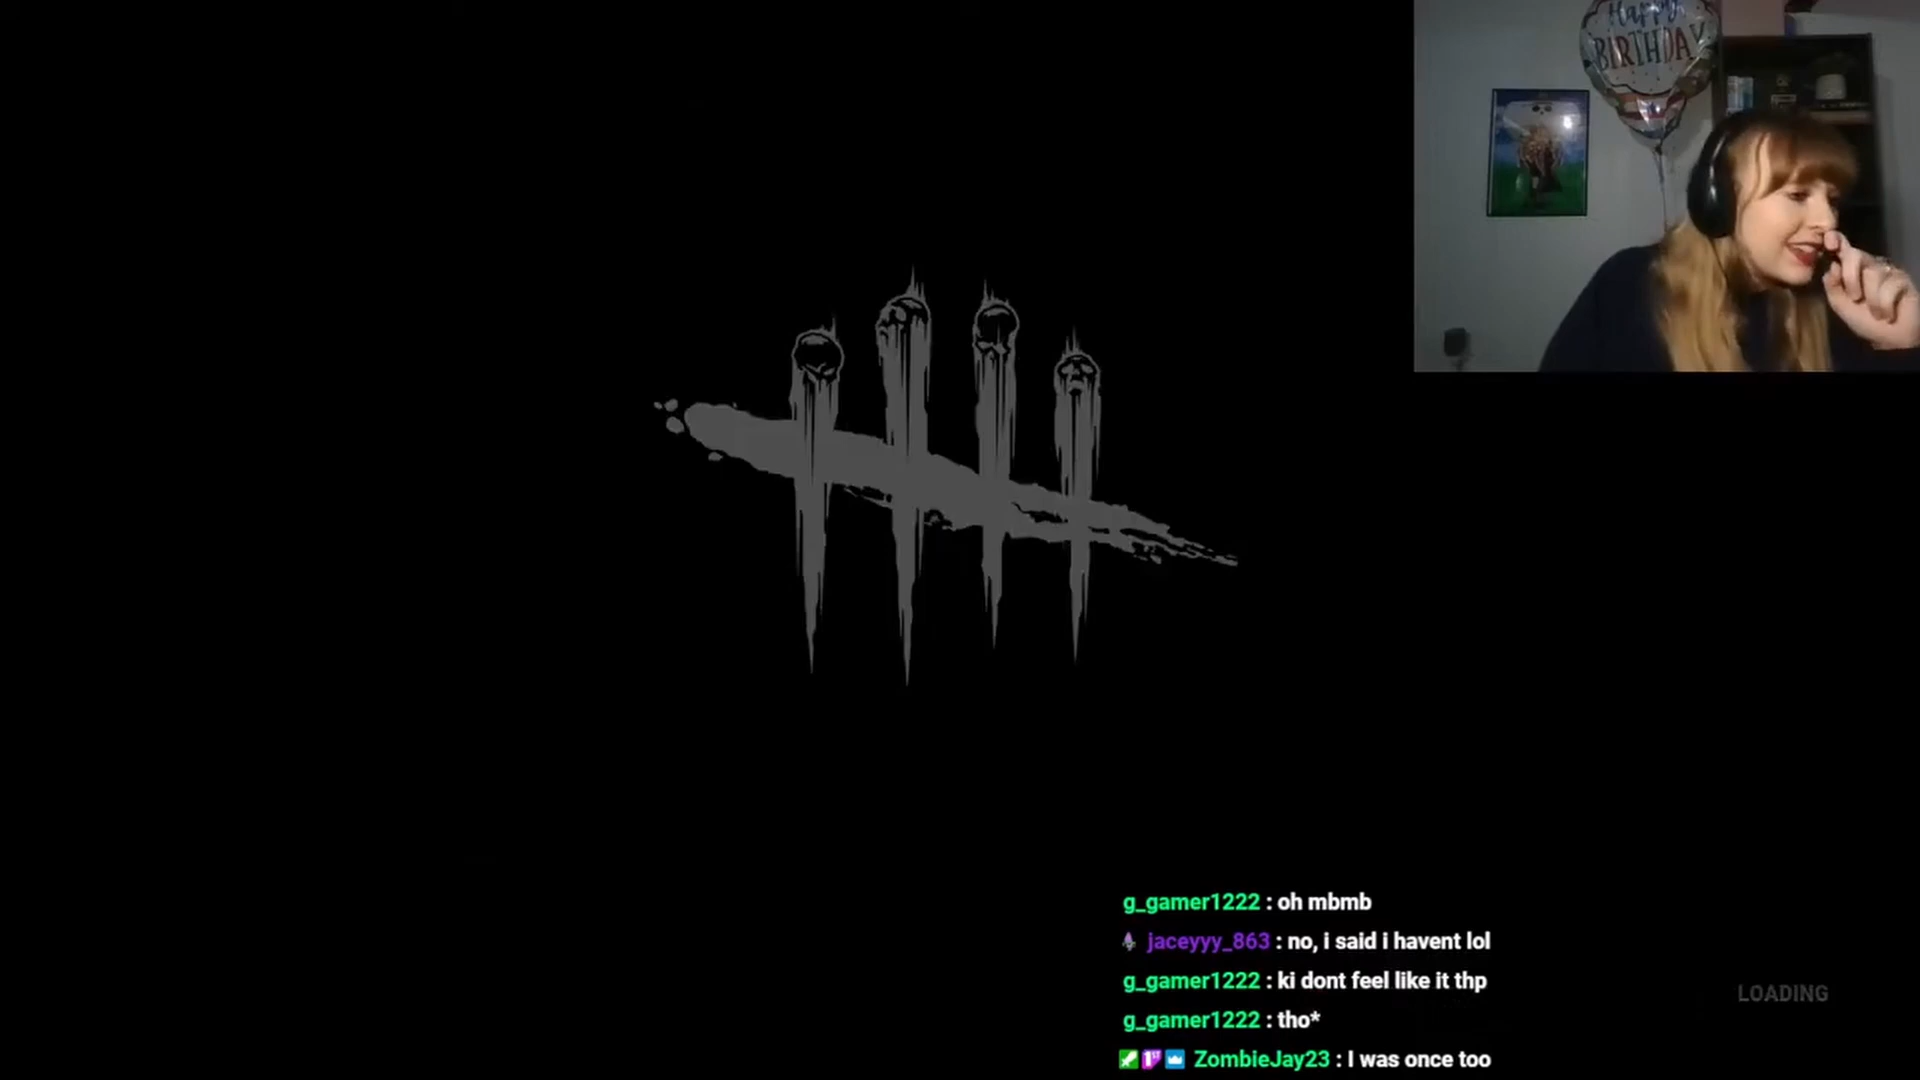 Happy
BIRTHDAY
g_gamer1222 : oh mbmb
jaceyyy_863 : no, i said i havent lol
g_gamer1222 : ki dont feel like it thp
g_gamer1222 : tho*
LOADING
ZombieJay23 : I was once too